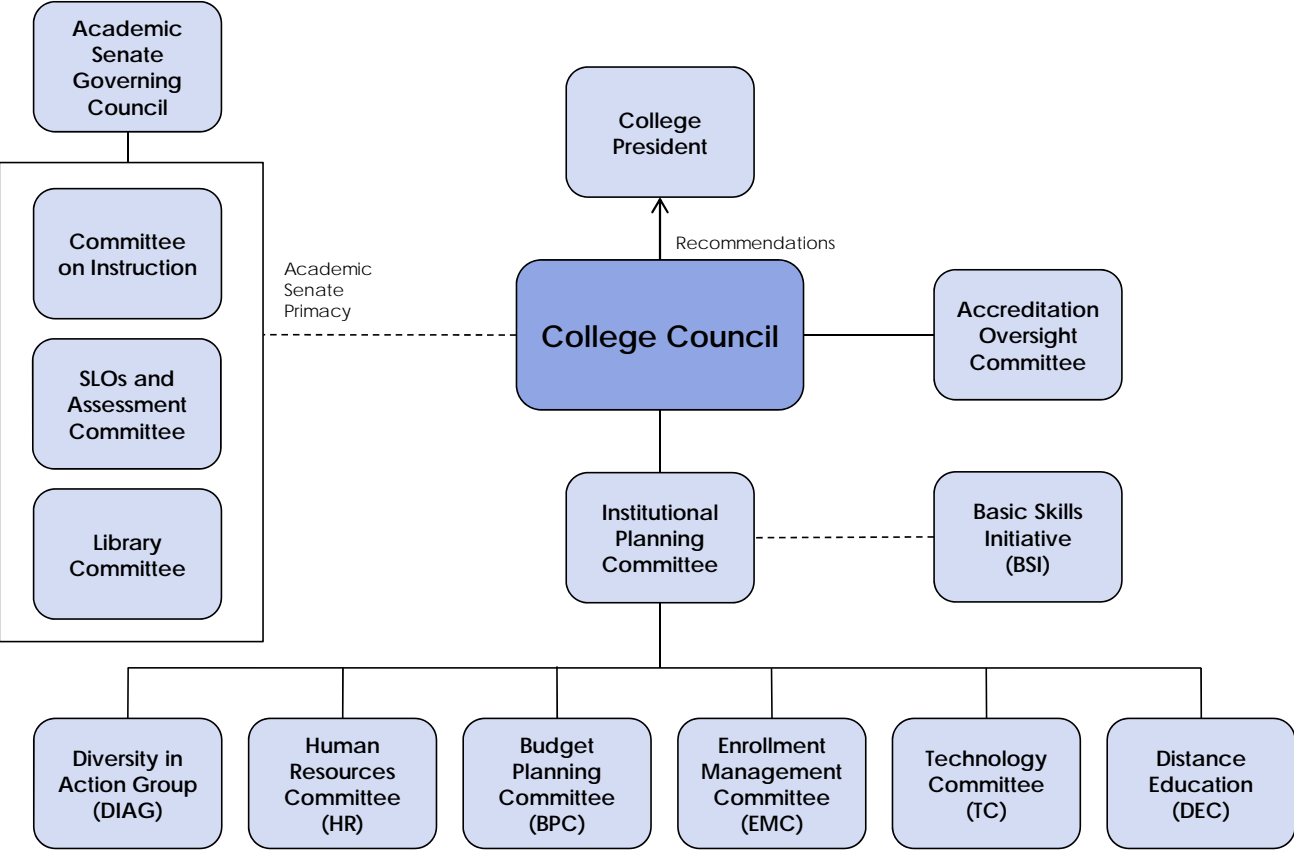 Academic
Senate
Governing
Council
College
President
Recommendations
Committee
on Instruction
Academic
Senate
Primacy
College Council
Accreditation
Oversight
Committee
SLOs and
Assessment
Committee
Library
Committee
Institutional
Planning
Committee
Basic Skills
Initiative
(BSI)
Diversity in
Action Group
(DIAG)
Human
Resources
Committee
(HR)
Budget
Planning
Committee
(BPC)
Enrollment
Management
Committee
(EMC)
Technology
Committee
(TC)
Distance
Education
(DEC)